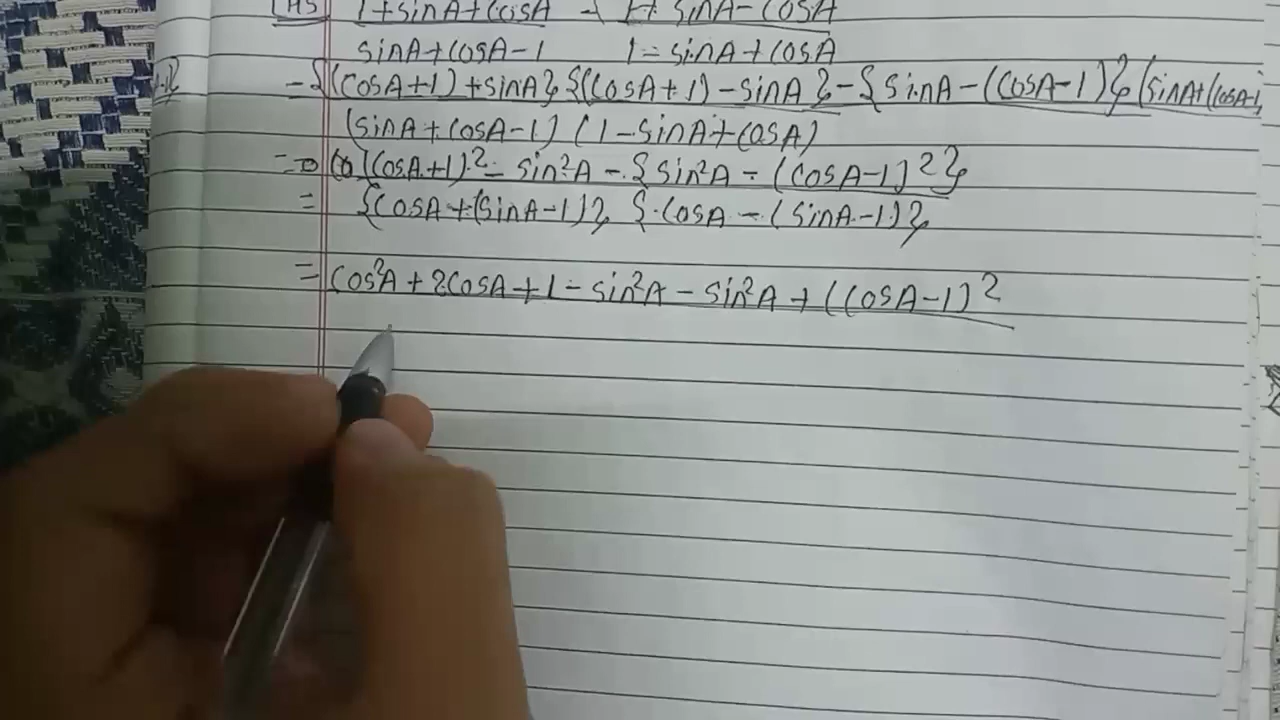 LHS 1+sinA+cosA - 1+sinA-cosA
sinA+cosA-1 1-sinA+cosA
={(cosA+1)+sinA}{(cosA+1)-sinA}-{sinA-(cosA-1)}(sinA+(cosA-1)
(sinA+cosA-1) (1-sinA+cosA)
= (cosA+1)²-sin²A-{sin²A-(cosA-1)²}
= {cosA+(sinA-1)} {cosA-(sinA-1)}
= cos²A+2cosA+1-sin²A-sin²A+((cosA-1)²